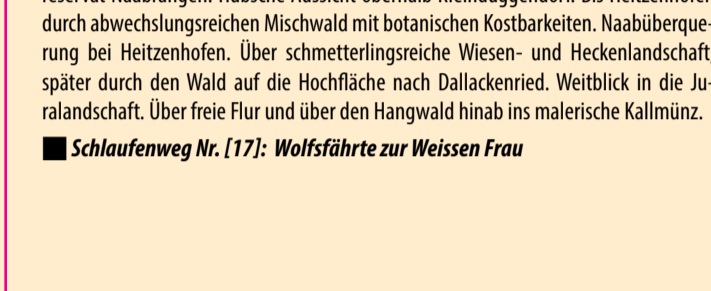 durch abwechslungsreichen Mischwald mit botanischen Kostbarkeiten. Naabüberque-
rung bei Heitzenhofen. Über schmetterlingsreiche Wiesen- und Heckenlandschaft,
später durch den Wald auf die Hochfläche nach Dallackenried. Weitblick in die Ju-
ralandschaft. Über freie Flur und über den Hangwald hinab ins malerische Kallmünz.
Schlaufenweg Nr. [17]: Wolfsfährte zur Weissen Frau